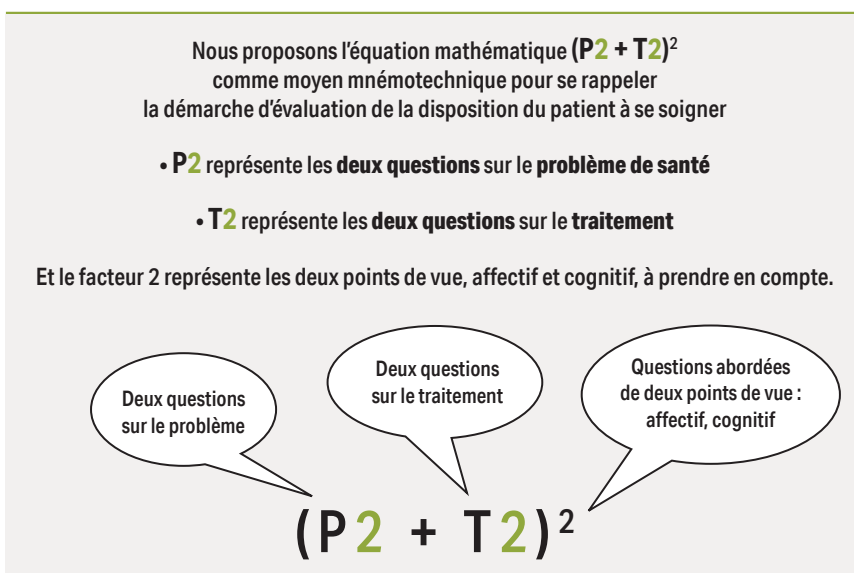 Nous proposons l'équation mathématique (P2 + T2)²
comme moyen mnémotechnique pour se rappeler
la démarche d'évaluation de la disposition du patient à se soigner
• P2 représente les deux questions sur le problème de santé
• T2 représente les deux questions sur le traitement
Et le facteur 2 représente les deux points de vue, affectif et cognitif, à prendre en compte.
Deux questions
sur le problème
Deux questions
sur le traitement
Questions abordées
de deux points de vue :
affectif, cognitif
(P2 + T2)²